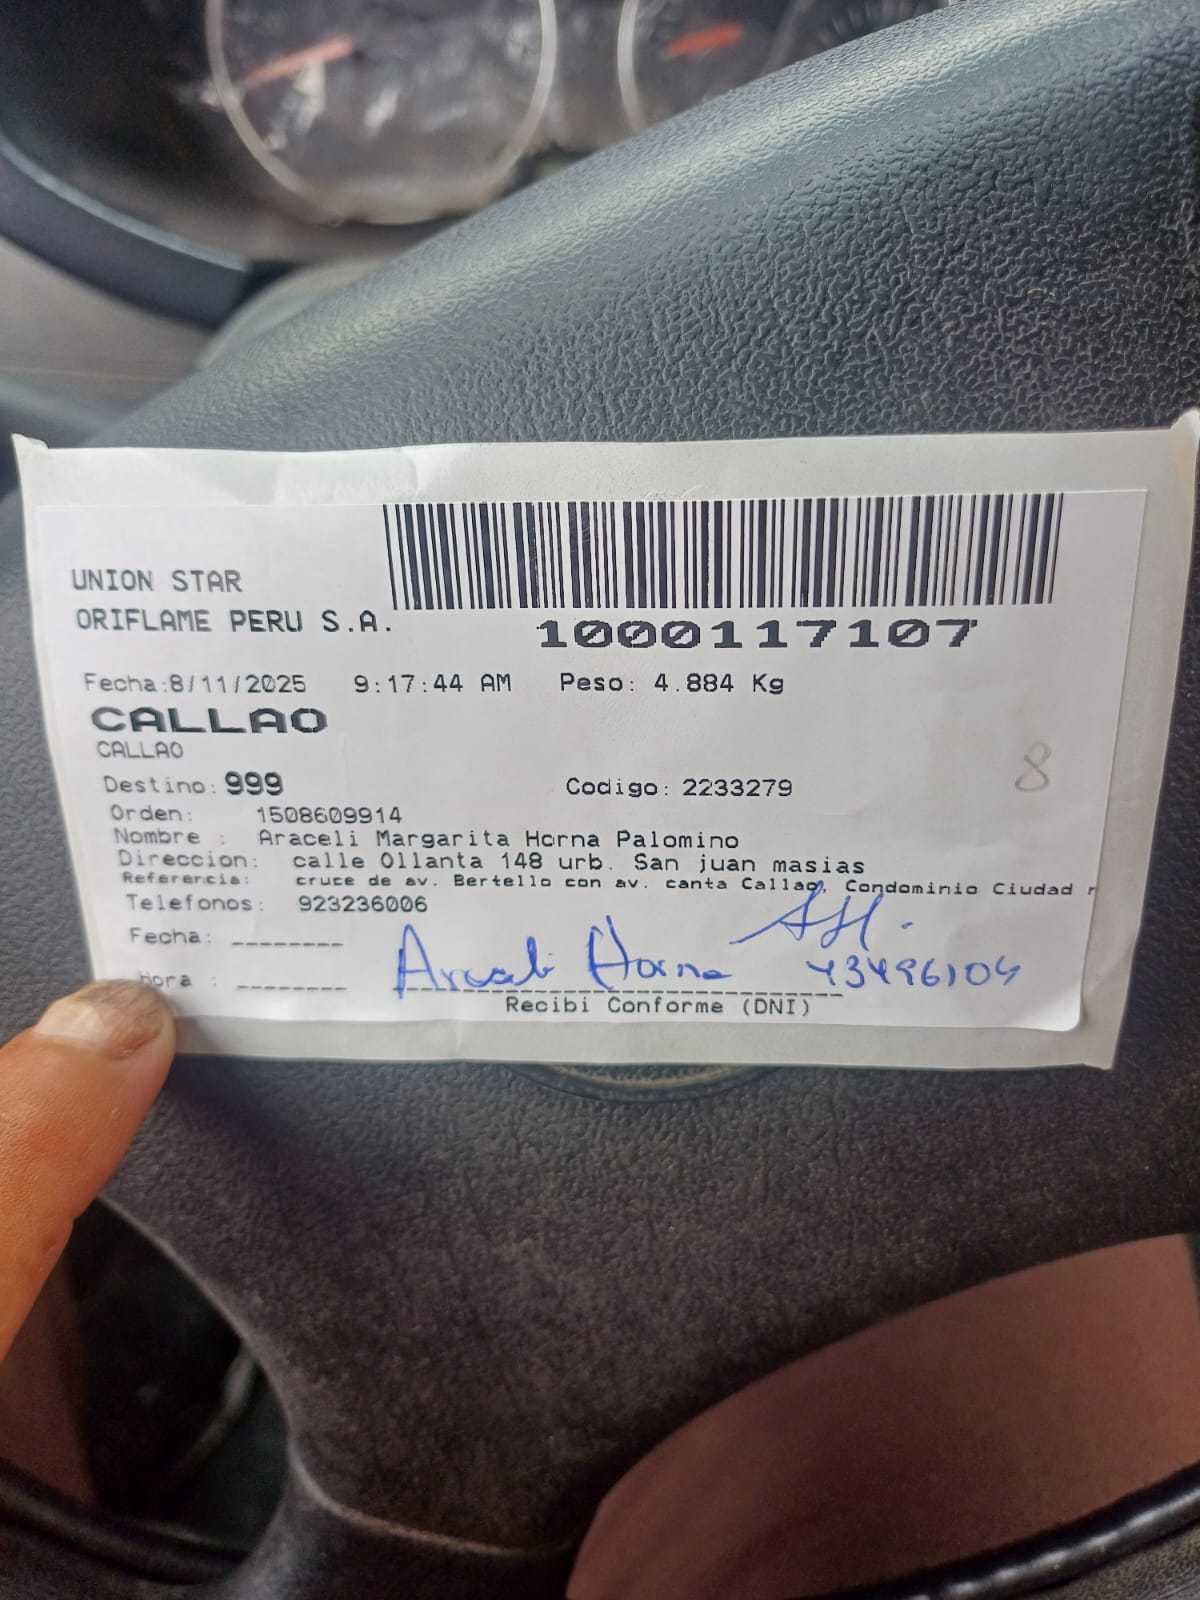 UNION STAR
ORIFLAME PERU S.A.
1000117107
Fecha:8/11/2025 9:17:44 AM Peso: 4.884 Kg
CALLAO
CALLAO
8
Destino: 999 Codigo: 2233279
Orden: 1508609914
Nombre : Araceli Margarita Horna Palomino
Direccion: calle Ollanta 148 urb. San juan masias
Referencia: cruce de av. Bertello con av. canta Callao, Condominio Ciudad
Telefonos: 923236006
Fecha: ________
Hora : ________
Araceli Horna
Recibi Conforme (DNI)